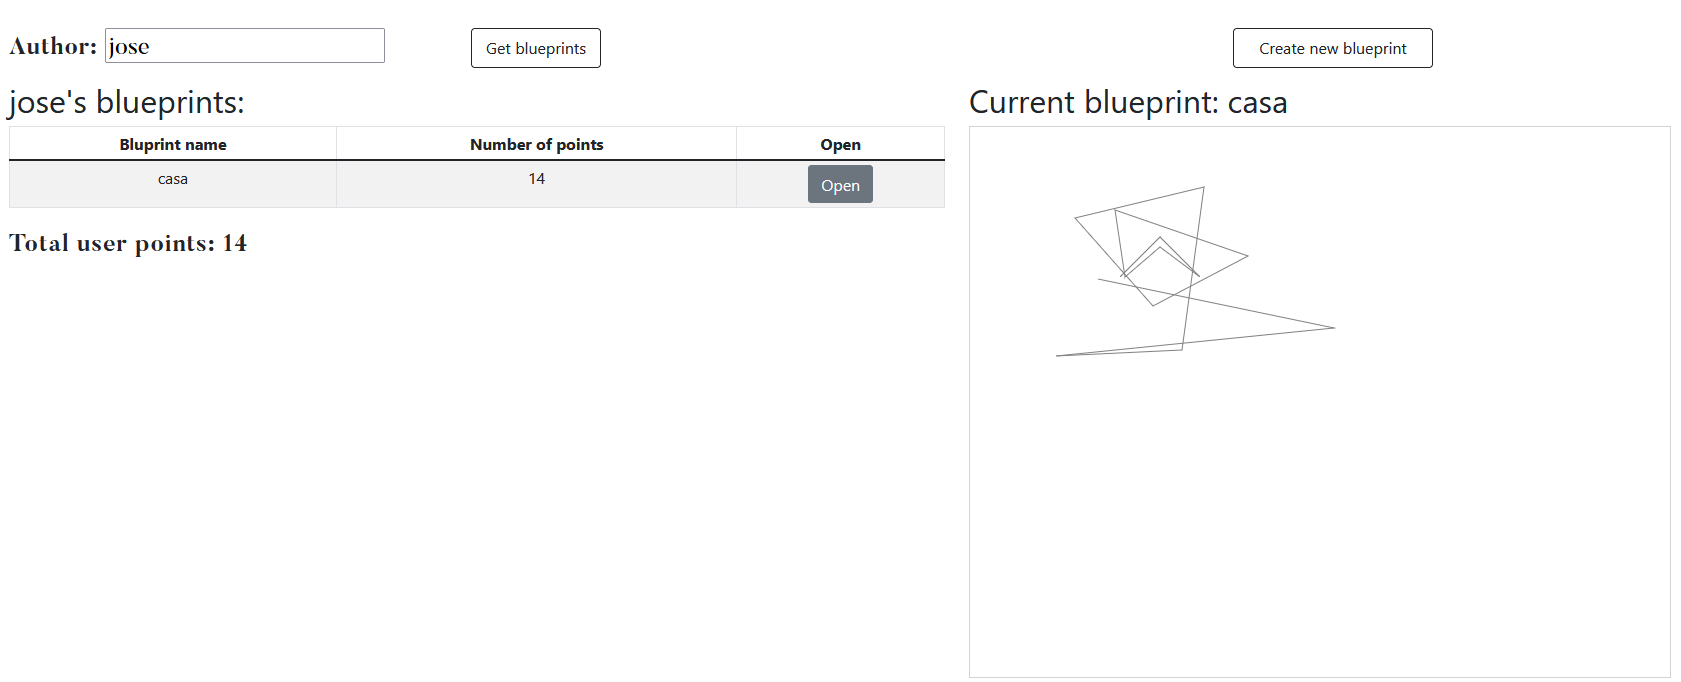 Author: jose
Get blueprints
Create new blueprint
jose's blueprints:
Current blueprint: casa
Bluprint name Number of points Open
casa 14 Open
Total user points: 14